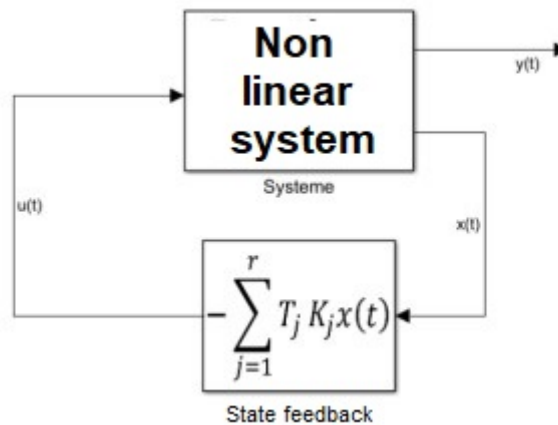 Non
linear
system
y(t)
Systeme
u(t)
x(t)
r
− ∑ T_j K_j x(t)
j=1
State feedback